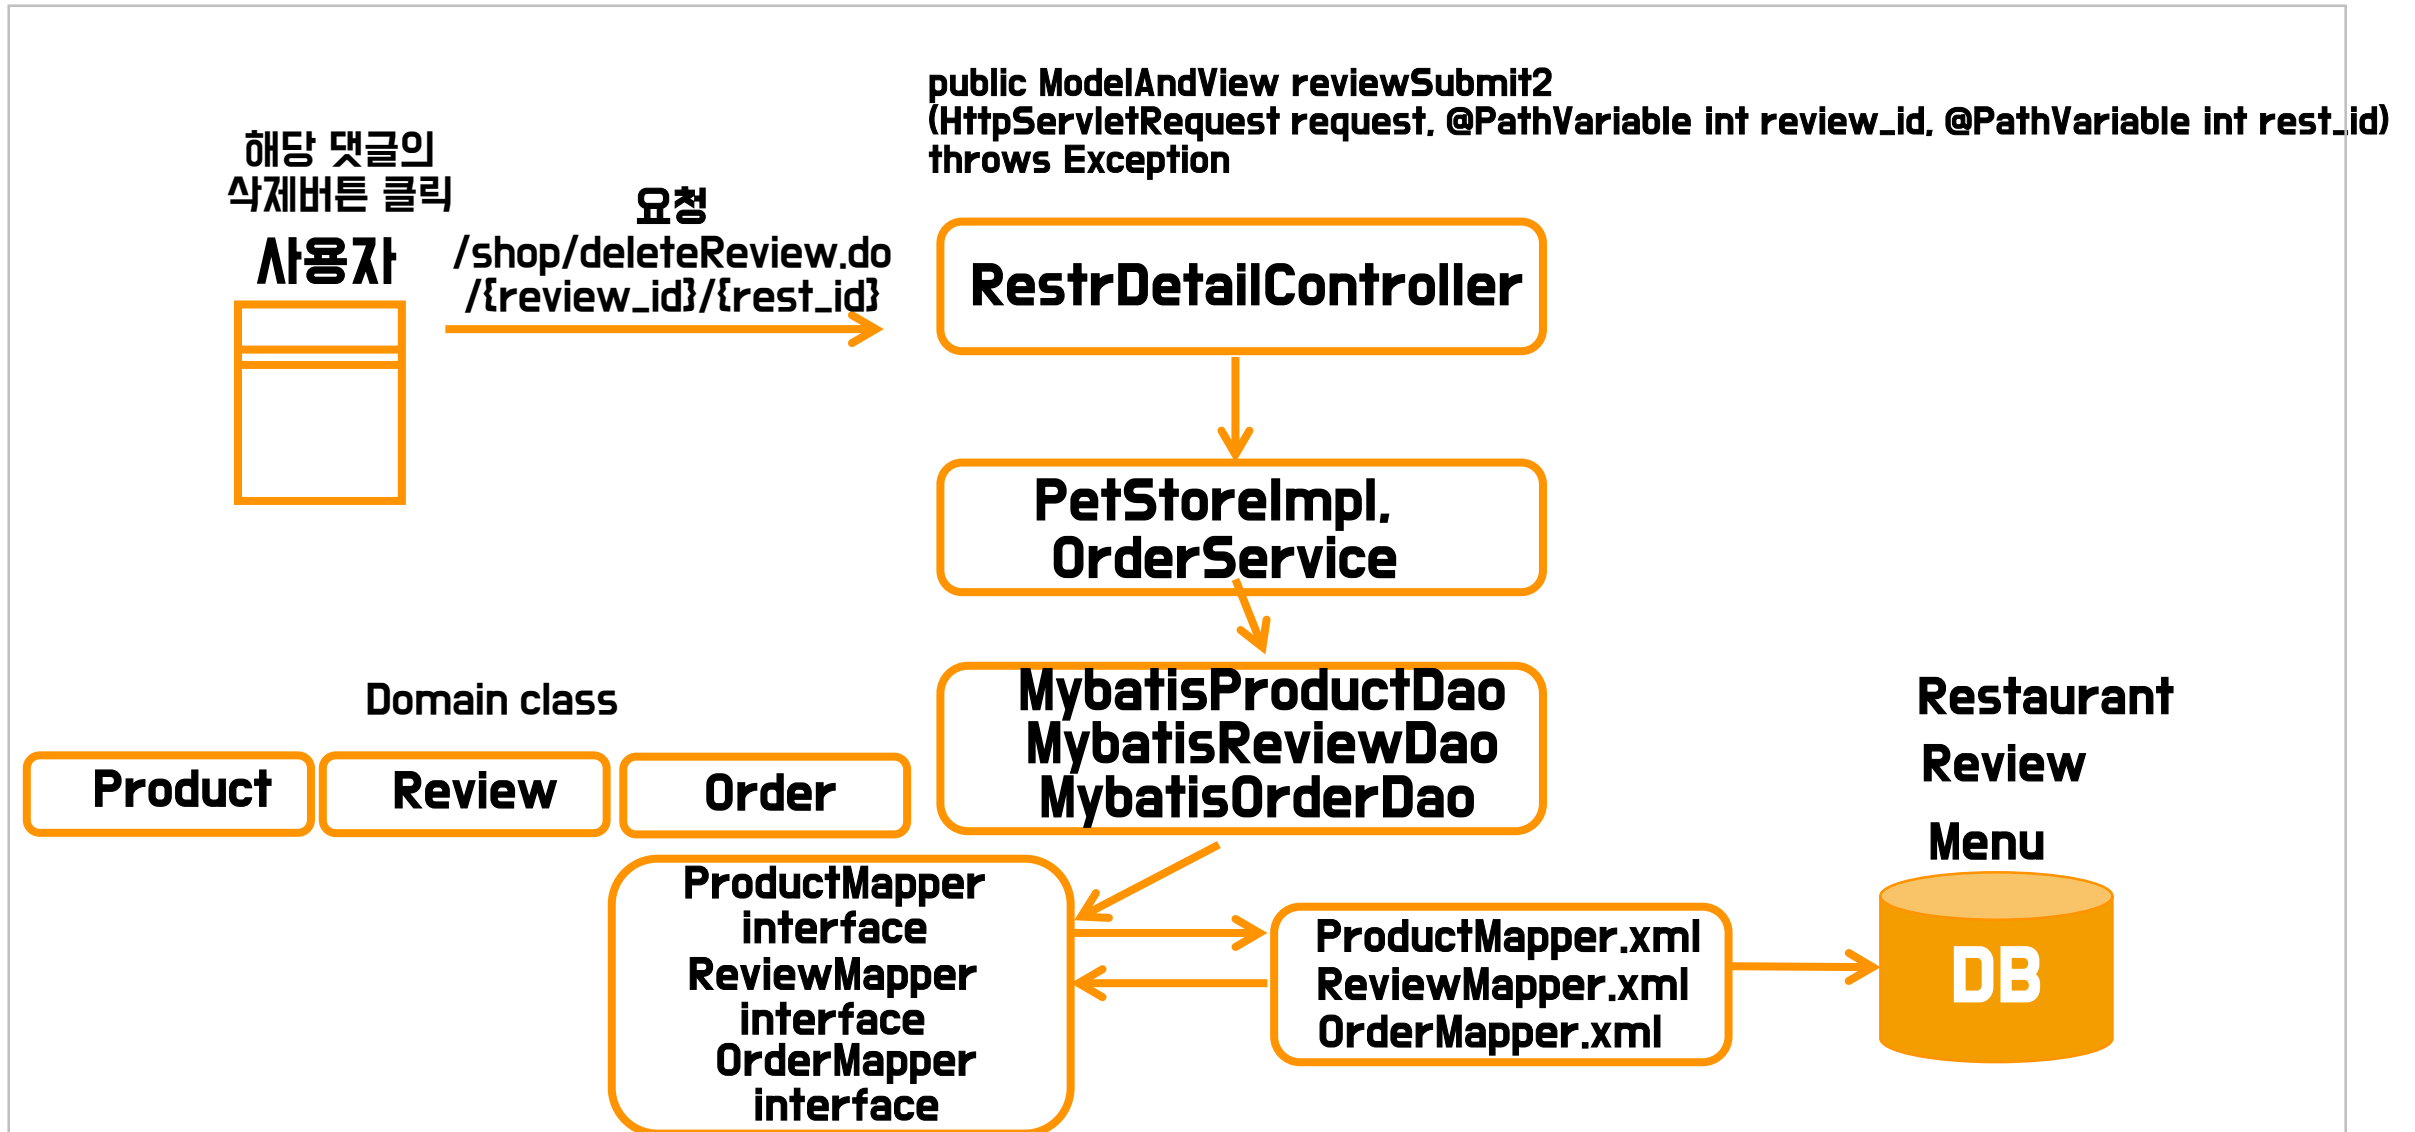 public ModelAndView reviewSubmit2
(HttpServletRequest request, @PathVariable int review_id, @PathVariable int rest_id)
throws Exception
해당 댓글의
삭제버튼 클릭
사용자
요청
/shop/deleteReview.do
/{review_id}/{rest_id}
RestrDetailController
PetStoreImpl,
OrderService
MybatisProductDao
MybatisReviewDao
MybatisOrderDao
Domain class
Product
Review
Order
ProductMapper
interface
ReviewMapper
interface
OrderMapper
interface
ProductMapper.xml
ReviewMapper.xml
OrderMapper.xml
Restaurant
Review
Menu
DB